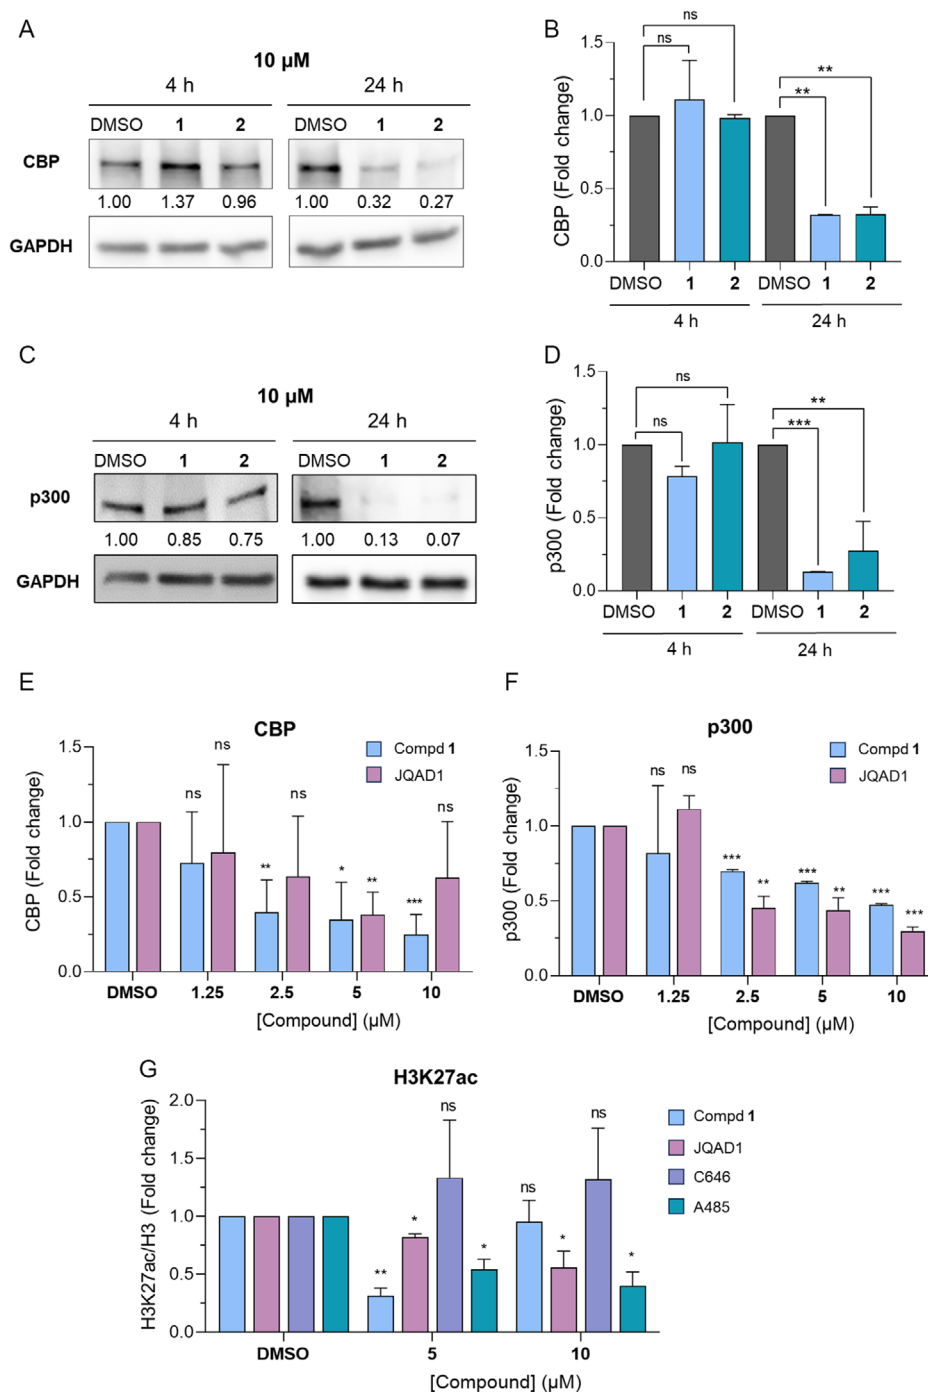 A
10 µM
4 h 24 h
DMSO 1 2 DMSO 1 2
CBP
1.00 1.37 0.96 1.00 0.32 0.27
GAPDH
B
CBP (Fold change)
1.5
1.0
0.5
0.0
ns
ns
**
**
DMSO 1 2 DMSO 1 2
4 h 24 h
C
10 µM
4 h 24 h
DMSO 1 2 DMSO 1 2
p300
1.00 0.85 0.75 1.00 0.13 0.07
GAPDH
D
p300 (Fold change)
1.5
1.0
0.5
0.0
ns
ns
**
***
DMSO 1 2 DMSO 1 2
4 h 24 h
E
CBP
Compd 1
JQAD1
CBP (Fold change)
1.5
1.0
0.5
0.0
ns ns ** ns * ** *** ns
DMSO 1.25 2.5 5 10
[Compound] (µM)
F
p300
Compd 1
JQAD1
p300 (Fold change)
1.5
1.0
0.5
0.0
ns ns *** ** *** ** *** ***
DMSO 1.25 2.5 5 10
[Compound] (µM)
G
H3K27ac
Compd 1
JQAD1
C646
A485
H3K27ac/H3 (Fold change)
2.0
1.5
1.0
0.5
0.0
** * ns * ns * ns *
DMSO 5 10
[Compound] (µM)